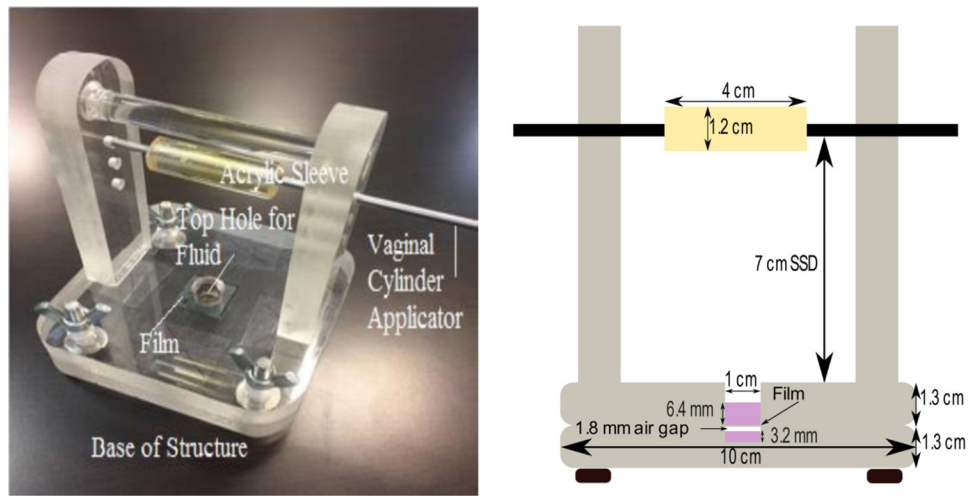 Acrylic Sleeve
Top Hole for
Fluid
Vaginal
Cylinder
Applicator
Film
Base of Structure
4 cm
1.2 cm
7 cm SSD
1 cm
Film
6.4 mm
1.8 mm air gap
3.2 mm
10 cm
1.3 cm
1.3 cm